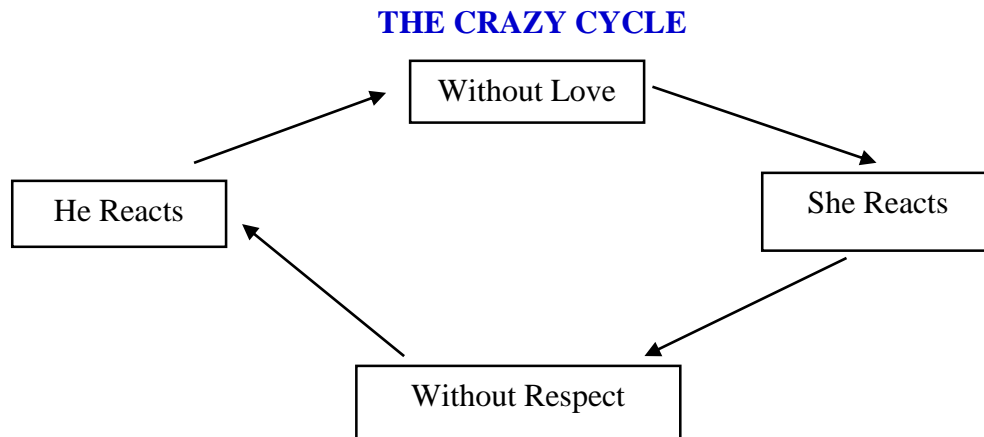 THE CRAZY CYCLE
Without Love
He Reacts
She Reacts
Without Respect